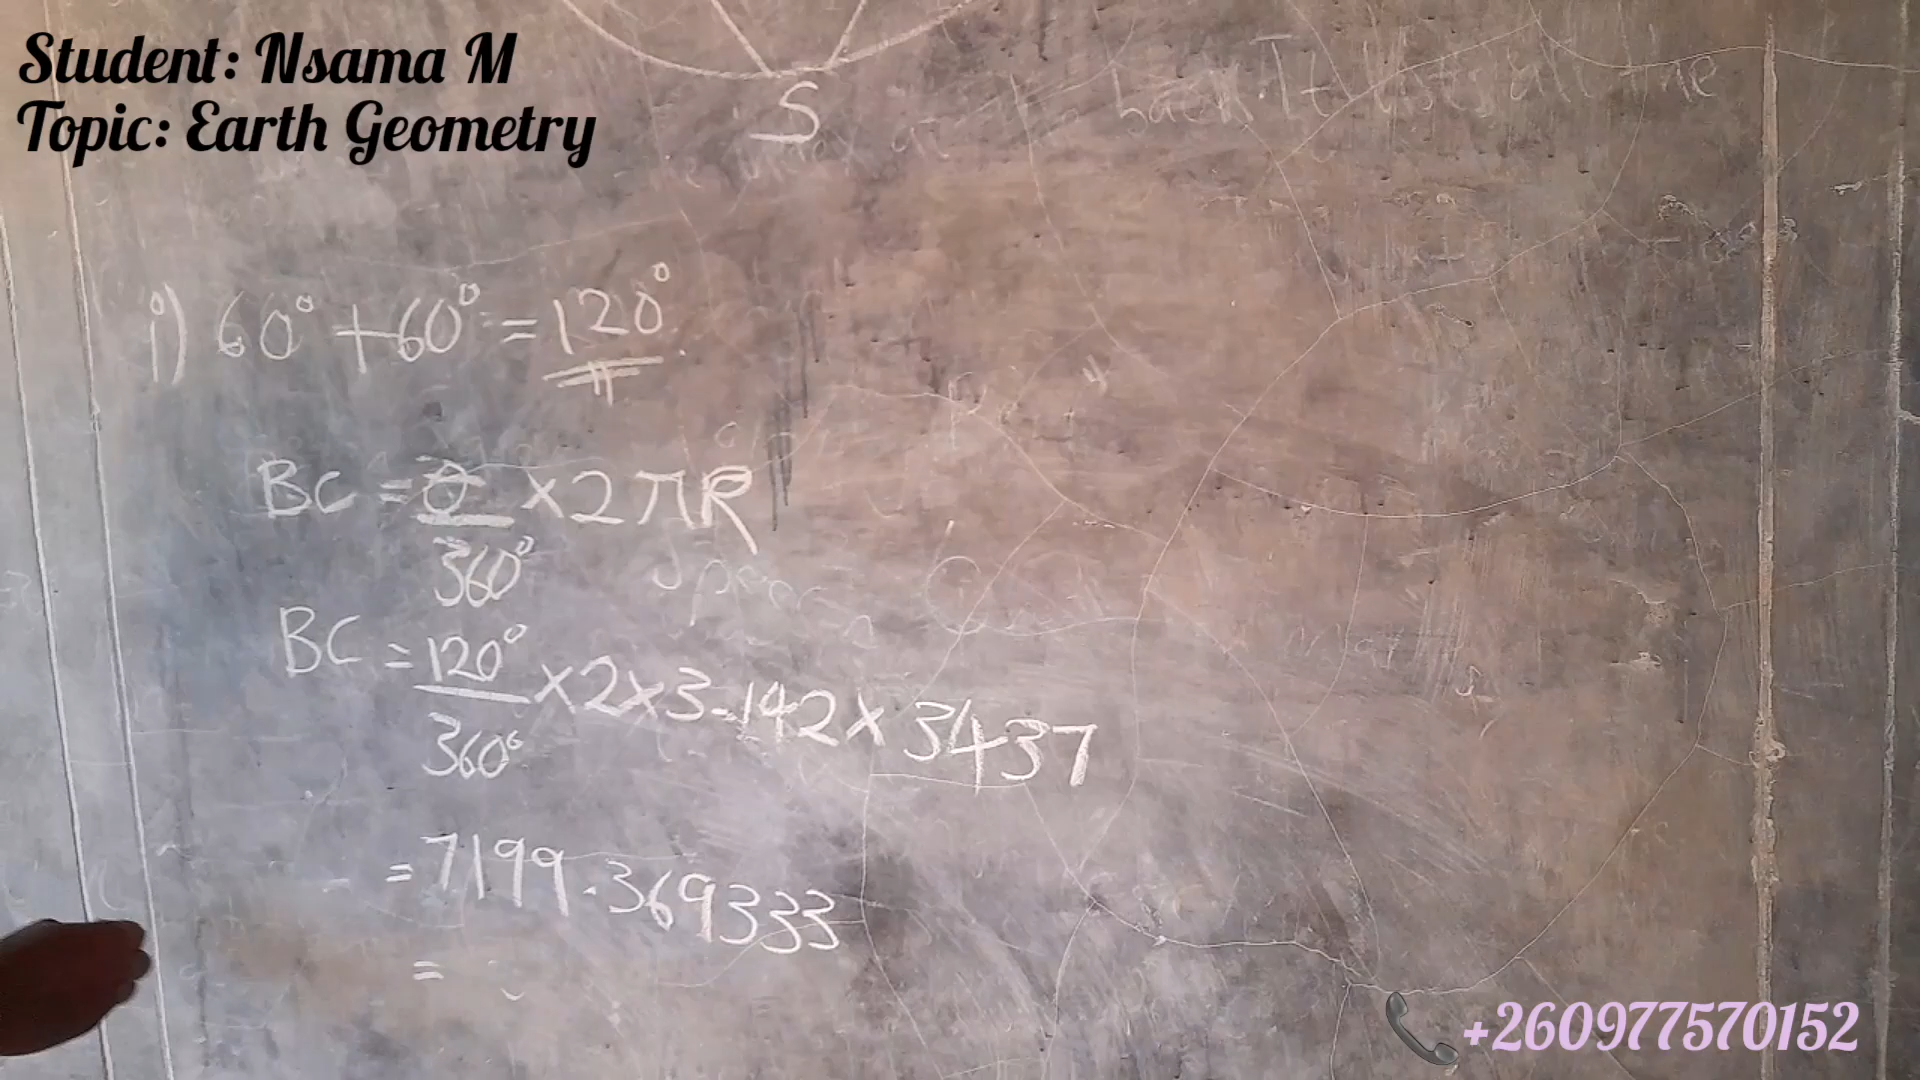 Student: Nsama M
Topic: Earth Geometry
S
i) 60° + 60° = 120°
BC = θ/360° × 2πR
BC = 120°/360° × 2 × 3.142 × 3437
= 7199.369333
=
+260977570152